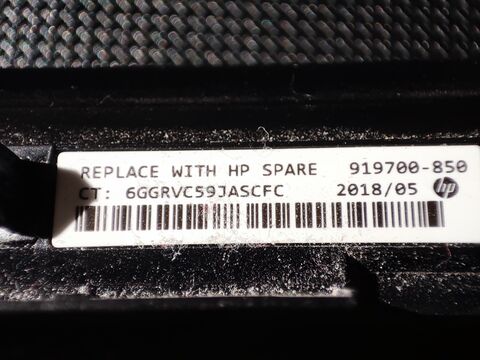 REPLACE WITH HP SPARE 919700-850
CT: 6GGRVC59JASCFC 2018/05 hp